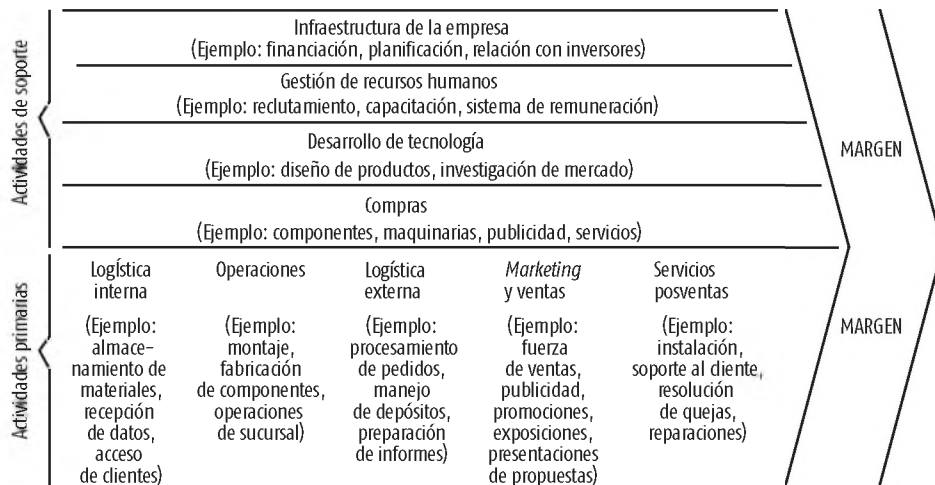 Actividades de soporte
Infraestructura de la empresa
(Ejemplo: financiación, planificación, relación con inversores)
Gestión de recursos humanos
(Ejemplo: reclutamiento, capacitación, sistema de remuneración)
Desarrollo de tecnología
(Ejemplo: diseño de productos, investigación de mercado)
Compras
(Ejemplo: componentes, maquinarias, publicidad, servicios)
MARGEN
Actividades primarias
LogÍstica
interna
(Ejemplo:
almace-
namiento de
materiales,
recepción
de datos,
acceso
de clientes)
Operaciones
(Ejemplo:
montaje,
fabricación
de componentes,
operaciones
de sucursal)
Logística
externa
(Ejemplo:
procesamiento
de pedidos,
manejo
de depósitos,
preparación
de informes)
Marketing
y ventas
(Ejemplo:
fuerza
de ventas,
publicidad,
promociones,
exposiciones,
presentaciones
de propuestas)
Servicios
posventas
(Ejemplo:
instalación,
soporte al cliente,
resolución
de quejas,
reparaciones)
MARGEN